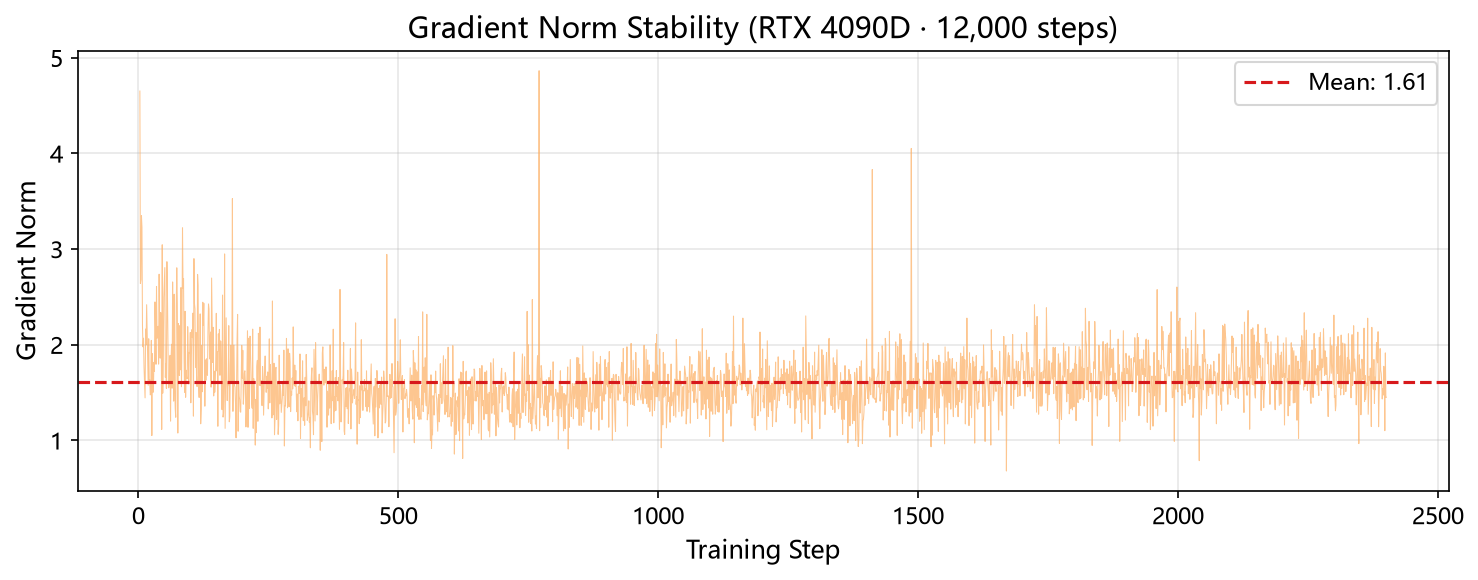 Gradient Norm Stability (RTX 4090D · 12,000 steps)
Gradient Norm
5
4
3
2
1
Mean: 1.61
0 500 1000 1500 2000 2500
Training Step